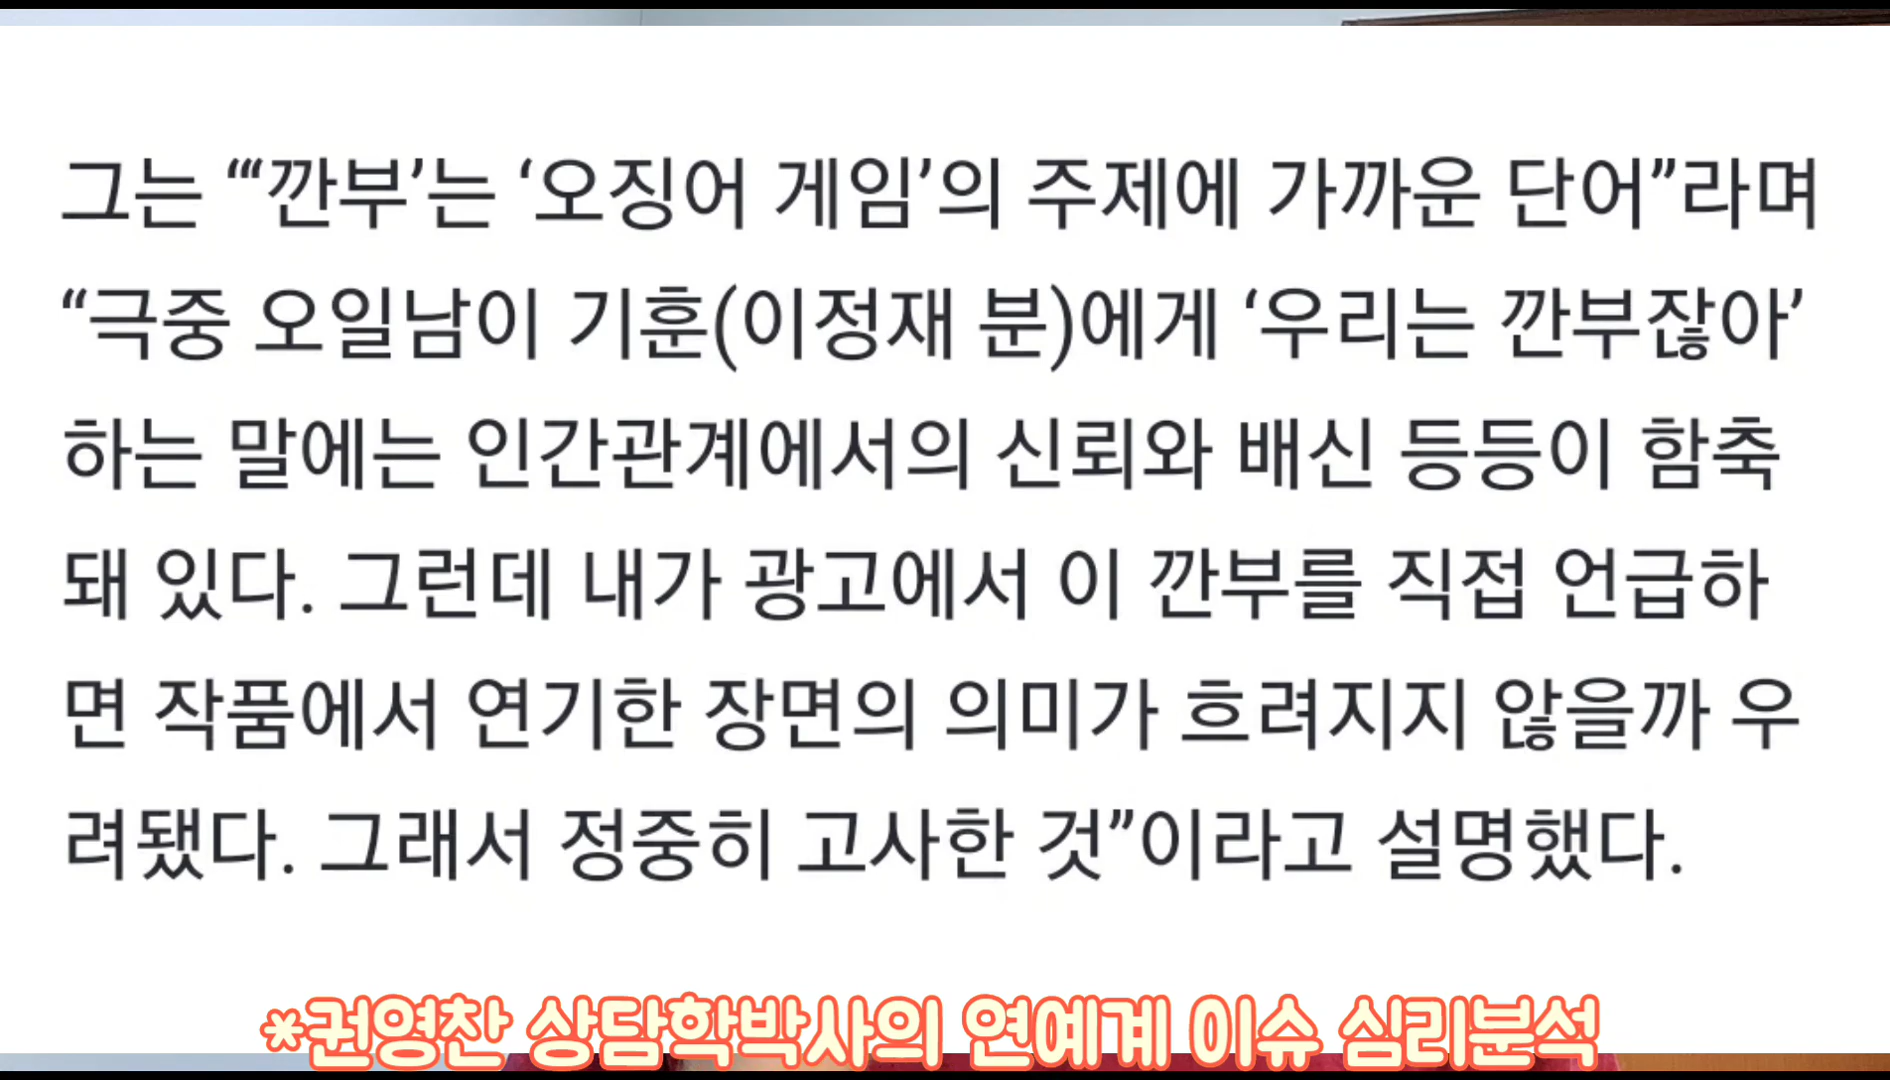 그는 “‘깐부’는 ‘오징어 게임’의 주제에 가까운 단어”라며
“극중 오일남이 기훈(이정재 분)에게 ‘우리는 깐부잖아’
하는 말에는 인간관계에서의 신뢰와 배신 등등이 함축
돼 있다. 그런데 내가 광고에서 이 깐부를 직접 언급하
면 작품에서 연기한 장면의 의미가 흐려지지 않을까 우
려됐다. 그래서 정중히 고사한 것”이라고 설명했다.
*권영찬 상담학박사의 연예계 이슈 심리분석